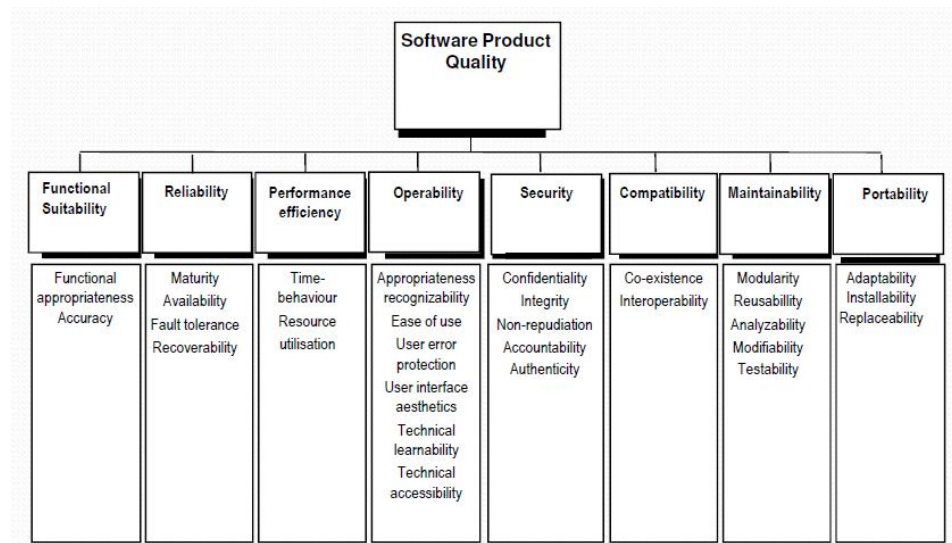 Software Product
Quality
Functional
Suitability
Reliability
Performance
efficiency
Operability
Security
Compatibility
Maintainability
Portability
Functional
appropriateness
Accuracy
Maturity
Availability
Fault tolerance
Recoverability
Time-
behaviour
Resource
utilisation
Appropriateness
recognizability
Ease of use
User error
protection
User interface
aesthetics
Technical
learnability
Technical
accessibility
Confidentiality
Integrity
Non-repudiation
Accountability
Authenticity
Co-existence
Interoperability
Modularity
Reusabillity
Analyzability
Modifiability
Testability
Adaptability
Installability
Replaceability